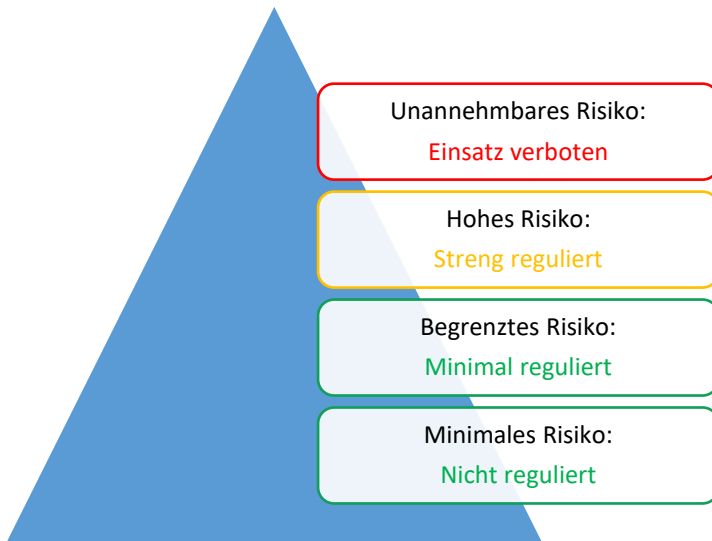 Unannehmbares Risiko:
Einsatz verboten
Hohes Risiko:
Streng reguliert
Begrenztes Risiko:
Minimal reguliert
Minimales Risiko:
Nicht reguliert